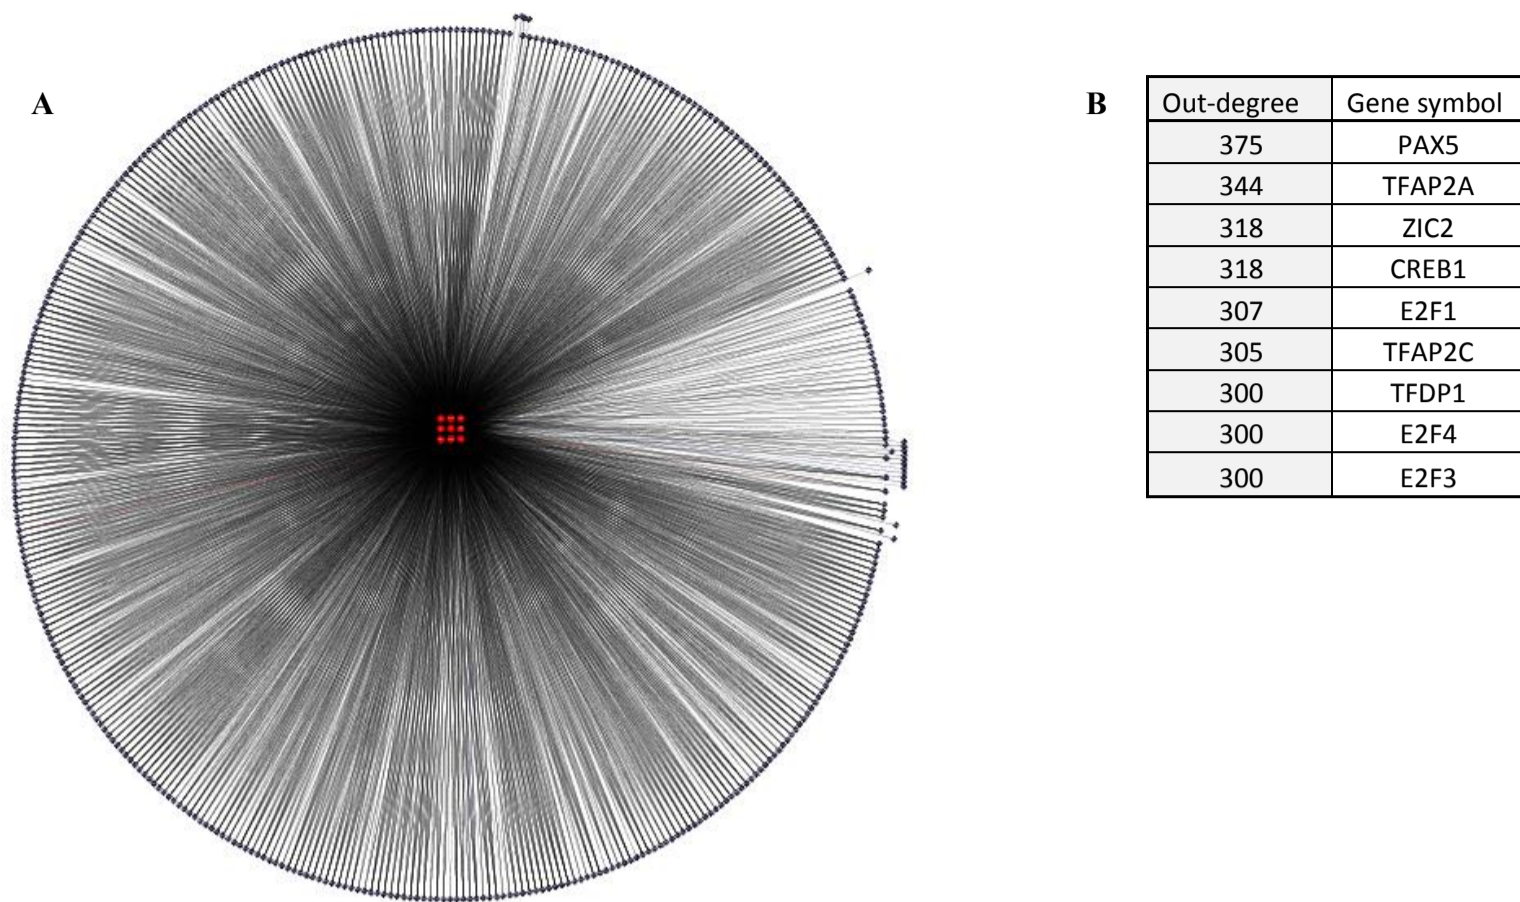 A
B
Out-degree Gene symbol
375 PAX5
344 TFAP2A
318 ZIC2
318 CREB1
307 E2F1
305 TFAP2C
300 TFDP1
300 E2F4
300 E2F3